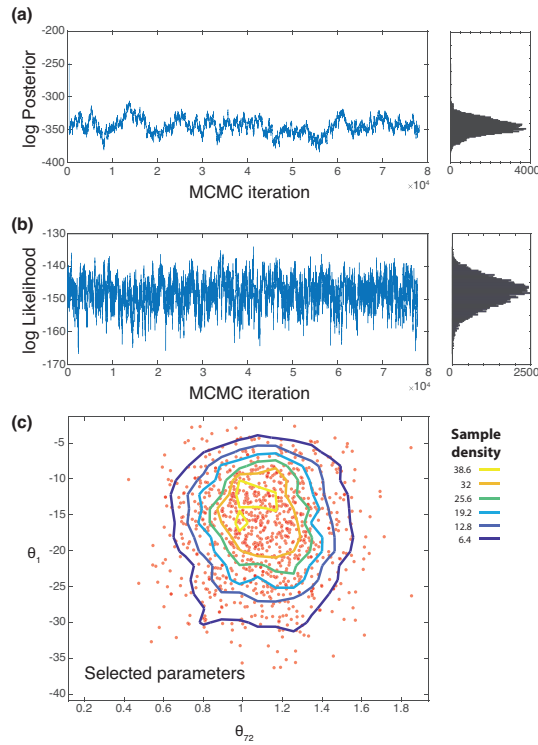 (a)
log Posterior
-200
-250
-300
-350
-400
0 1 2 3 4 5 6 7 8
×10⁴
MCMC iteration
0 2000 4000
(b)
log Likelihood
-130
-140
-150
-160
-170
0 1 2 3 4 5 6 7 8
×10⁴
MCMC iteration
0 2500
(c)
θ₁
-5
-10
-15
-20
-25
-30
-35
-40
Selected parameters
0.2 0.4 0.6 0.8 1.0 1.2 1.4 1.6 1.8
θ₇₂
Sample
density
38.6
32
25.6
19.2
12.8
6.4